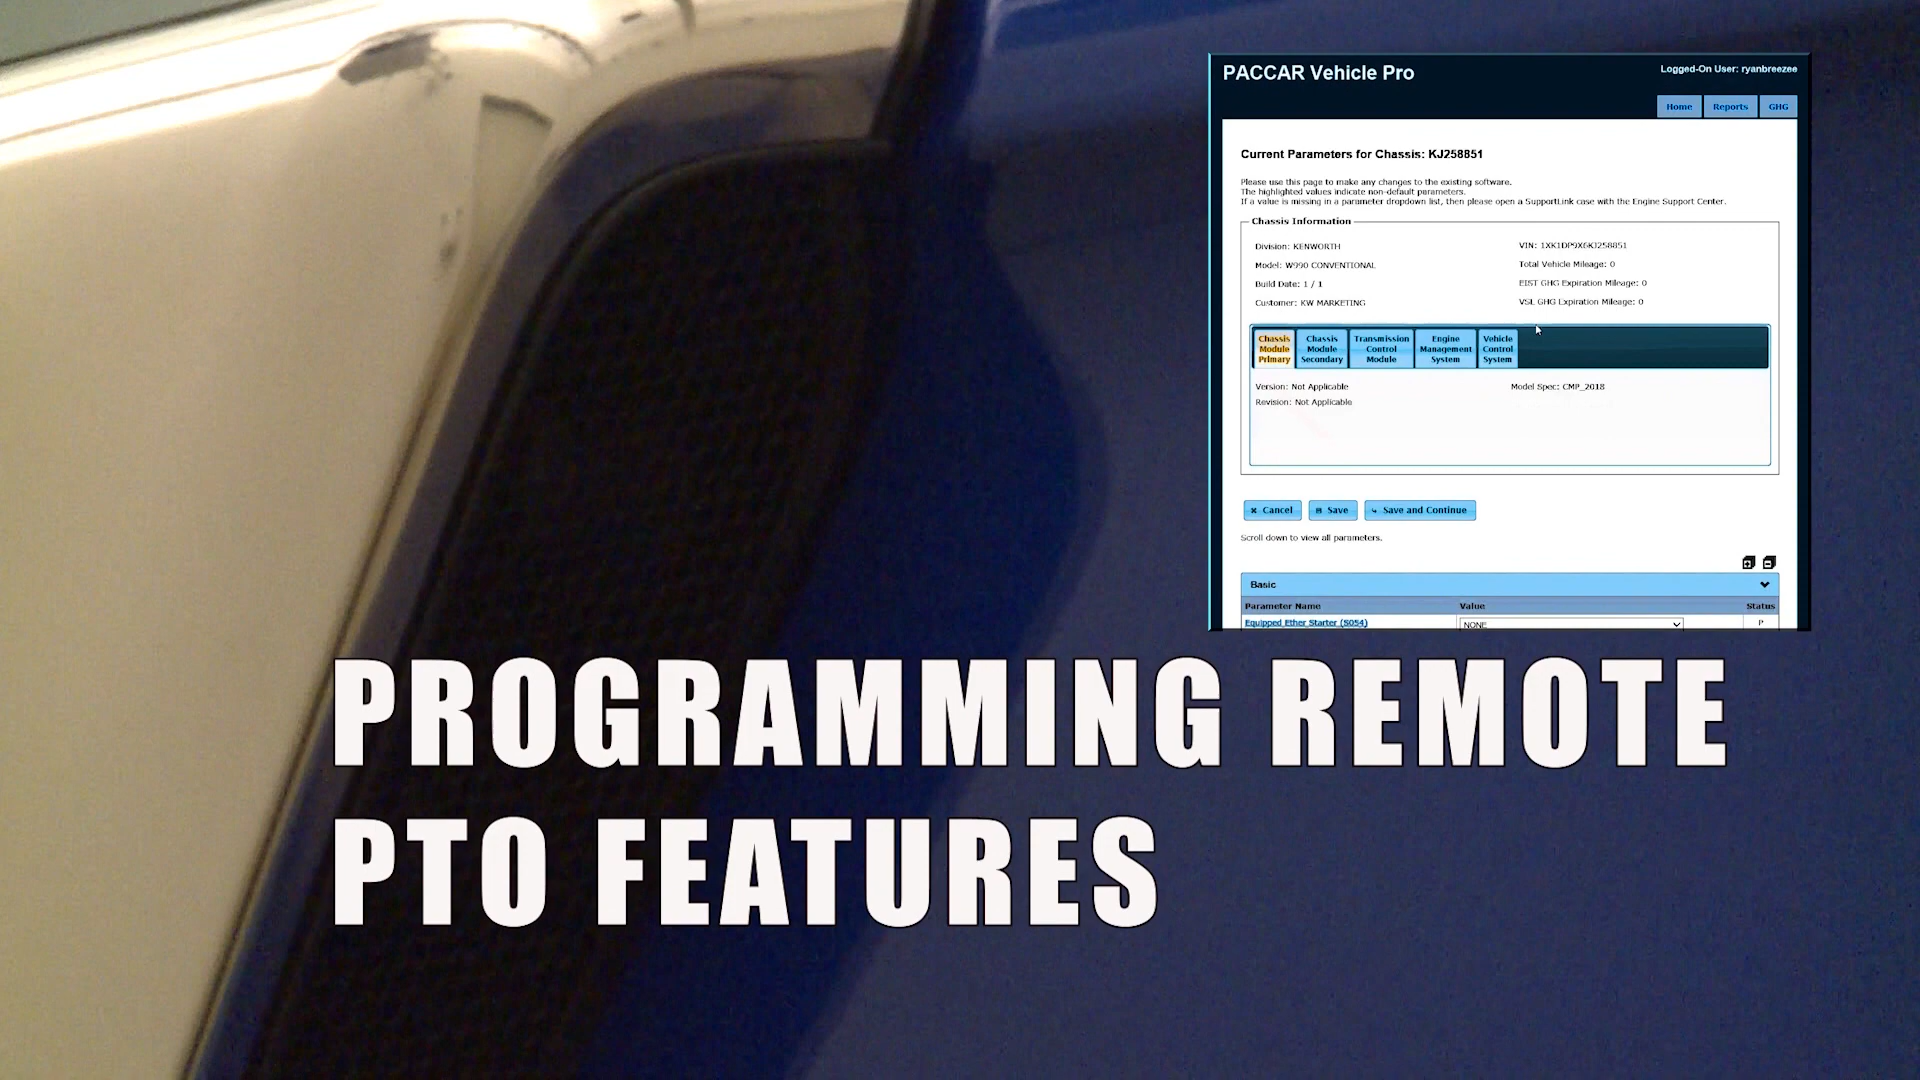 PACCAR Vehicle Pro
Logged-On User: ryanbreezee
Home Reports GHG
Current Parameters for Chassis: KJ258851
Please use this page to make any changes to the existing software.
The highlighted values indicate non-default parameters.
If a value is missing in a parameter dropdown list, then please open a SupportLink case with the Engine Support Center.
Chassis Information
Division: KENWORTH
VIN: 1XK1DP9X6KJ258851
Model: W990 CONVENTIONAL
Total Vehicle Mileage: 0
Build Date: 1 / 1
EIST GHG Expiration Mileage: 0
Customer: KW MARKETING
VSL GHG Expiration Mileage: 0
Chassis Module Primary
Chassis Module Secondary
Transmission Control Module
Engine Management System
Vehicle Control System
Version: Not Applicable
Model Spec: CMP_2018
Revision: Not Applicable
Cancel Save Save and Continue
Scroll down to view all parameters.
Basic
Parameter Name Value Status
Equipped Ether Starter (S054) NONE P
PROGRAMMING REMOTE
PTO FEATURES